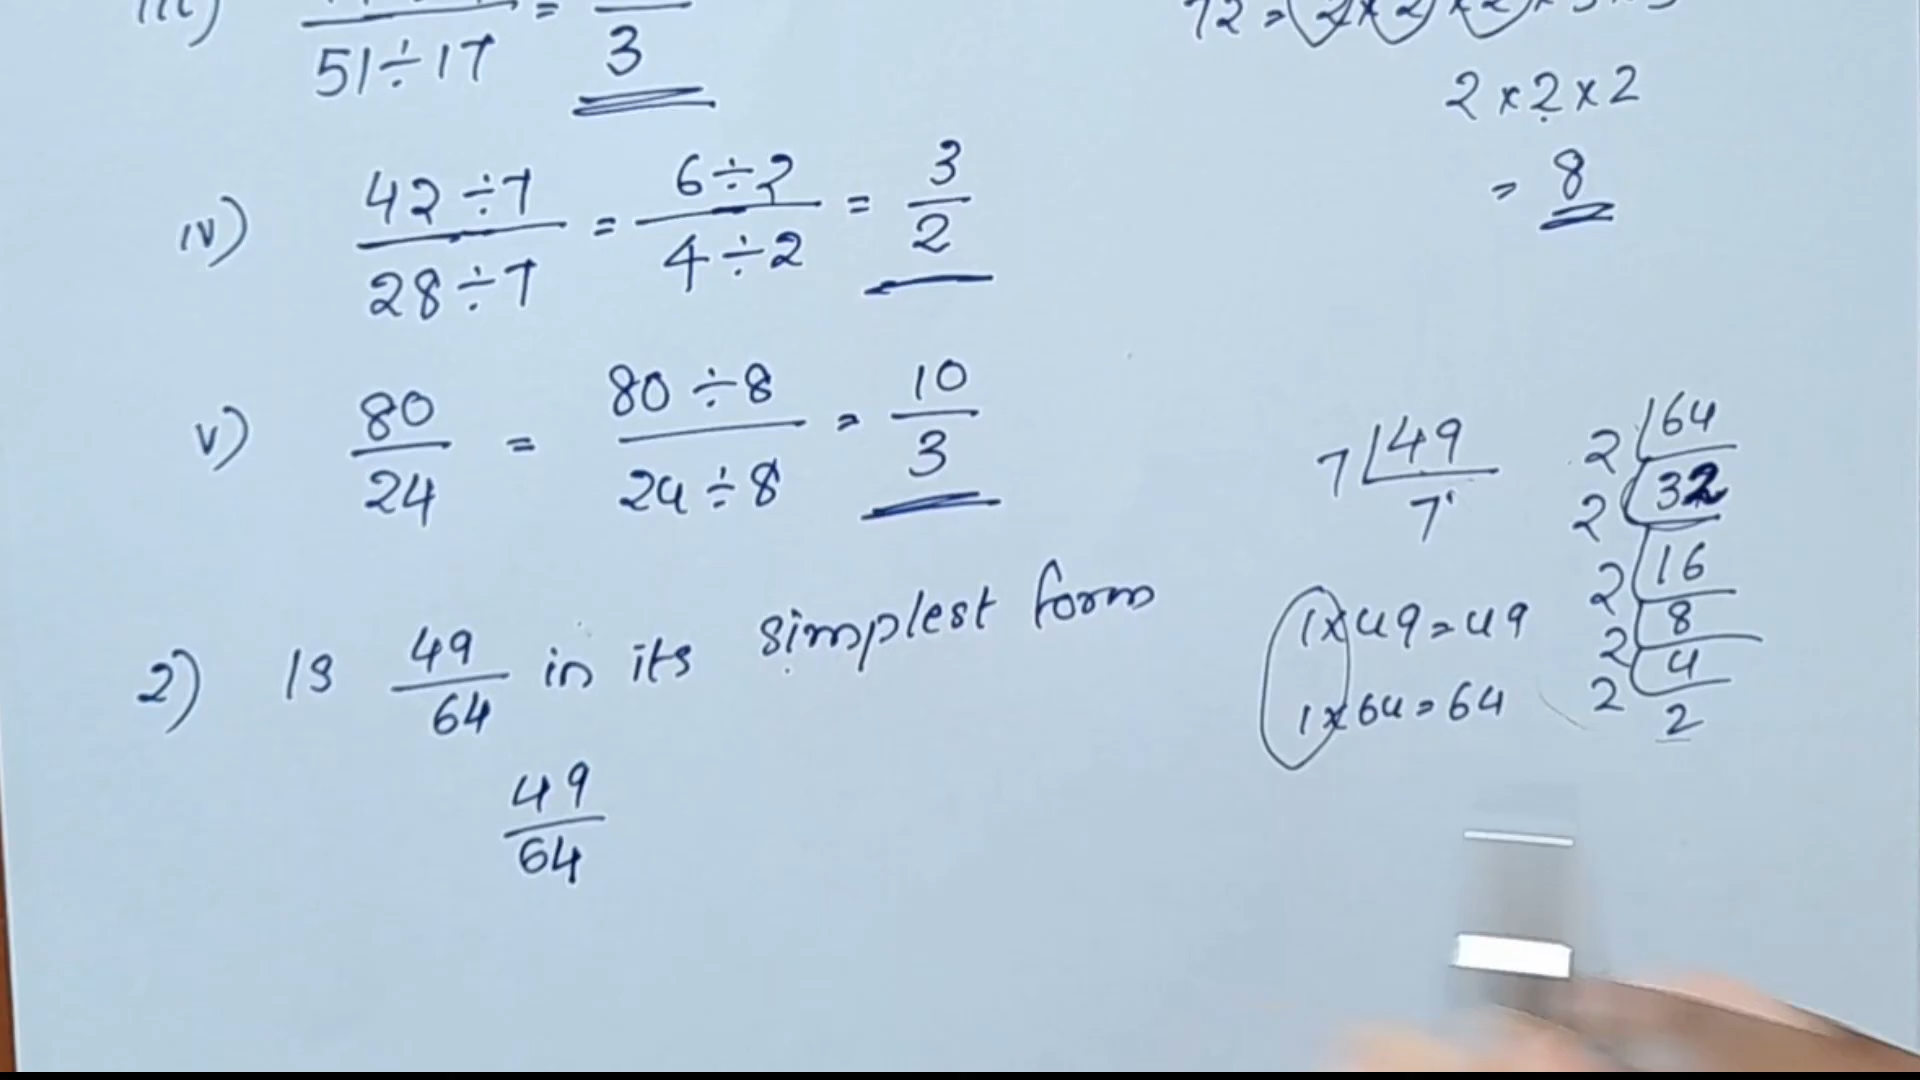 iii)
51÷17 = 3
72 = 2×2×2×3×3
2×2×2
= 8
iv) 42÷7 / 28÷7 = 6÷2 / 4÷2 = 3/2
v) 80/24 = 80÷8 / 24÷8 = 10/3
7 49
7
2 64
2 32
2 16
2 8
2 4
2
1×49=49
1×64=64
2) Is 49/64 in its simplest form
49/64